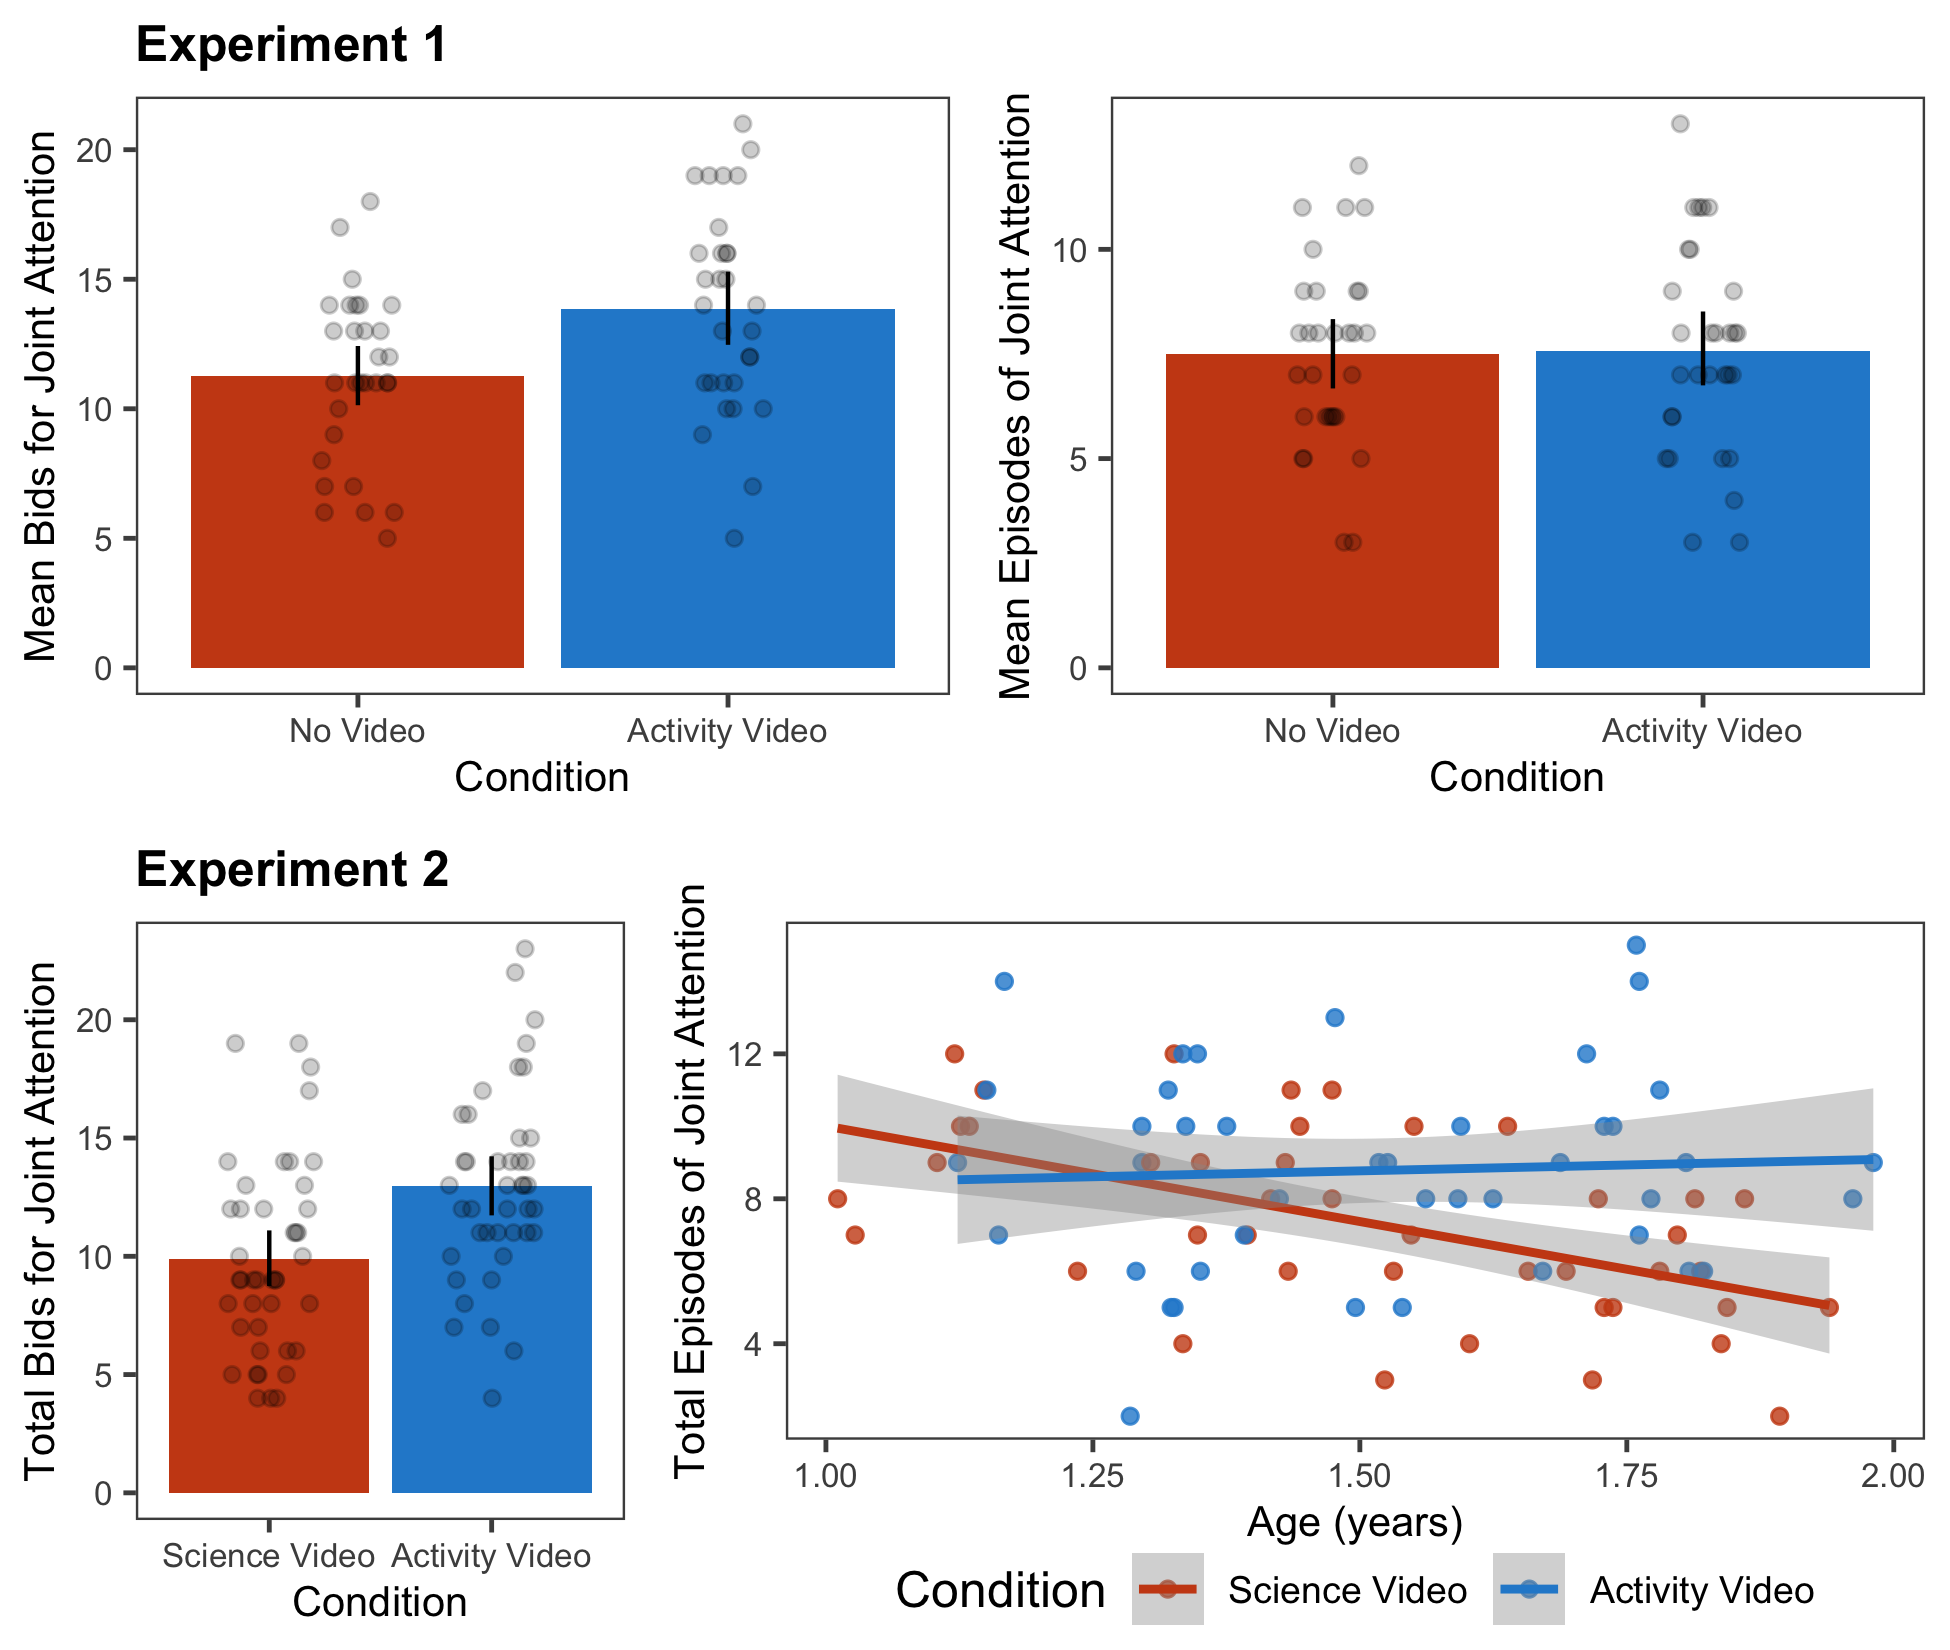 Experiment 1
Mean Bids for Joint Attention
20
15
10
5
0
No Video Activity Video
Condition
Mean Episodes of Joint Attention
10
5
0
No Video Activity Video
Condition
Experiment 2
Total Bids for Joint Attention
20
15
10
5
0
Science Video Activity Video
Condition
Total Episodes of Joint Attention
12
8
4
1.00 1.25 1.50 1.75 2.00
Age (years)
Condition Science Video Activity Video